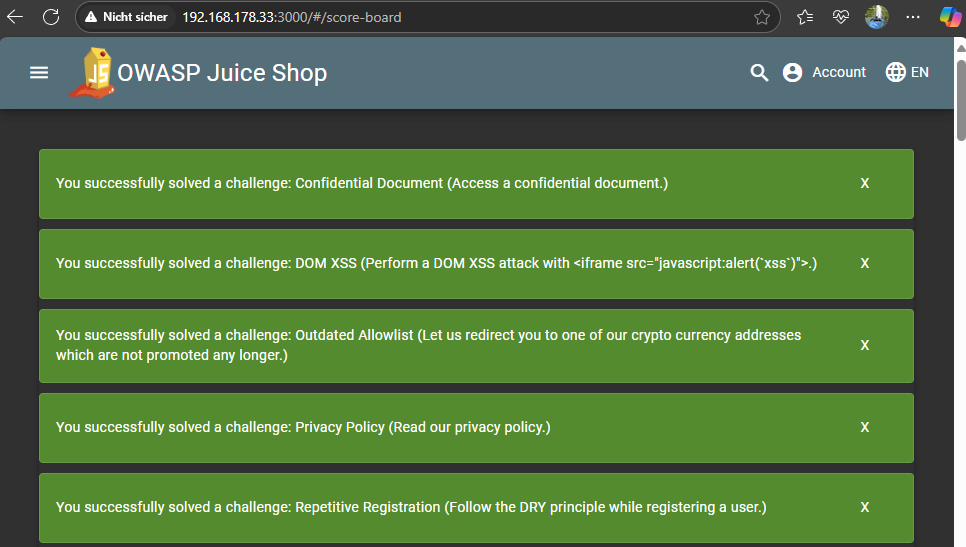 Nicht sicher 192.168.178.33:3000/#/score-board
JS OWASP Juice Shop Account EN
You successfully solved a challenge: Confidential Document (Access a confidential document.) X
You successfully solved a challenge: DOM XSS (Perform a DOM XSS attack with <iframe src="javascript:alert(`xss`)">.) X
You successfully solved a challenge: Outdated Allowlist (Let us redirect you to one of our crypto currency addresses
which are not promoted any longer.) X
You successfully solved a challenge: Privacy Policy (Read our privacy policy.) X
You successfully solved a challenge: Repetitive Registration (Follow the DRY principle while registering a user.) X